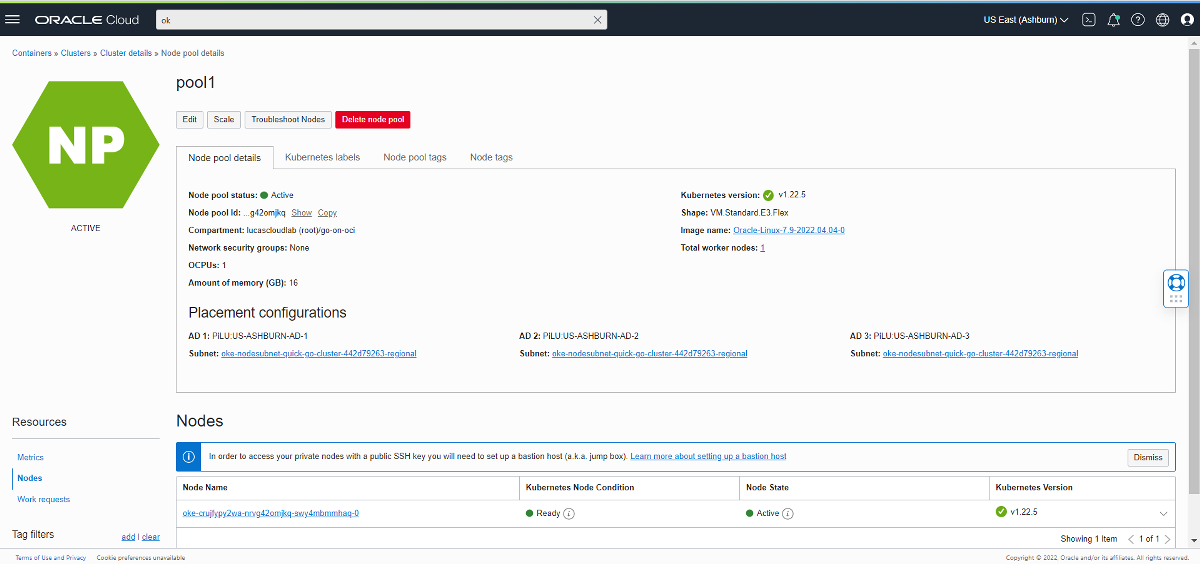 ORACLE Cloud
ok
US East (Ashburn)
Containers » Clusters » Cluster details » Node pool details
NP
ACTIVE
pool1
Edit
Scale
Troubleshoot Nodes
Delete node pool
Node pool details
Kubernetes labels
Node pool tags
Node tags
Node pool status: Active
Node pool Id: ...g42omjkq Show Copy
Compartment: lucascloudlab (root)/go-on-oci
Network security groups: None
OCPUs: 1
Amount of memory (GB): 16
Kubernetes version: v1.22.5
Shape: VM.Standard.E3.Flex
Image name: Oracle-Linux-7.9-2022.04.04-0
Total worker nodes: 1
Placement configurations
AD 1: PiLU:US-ASHBURN-AD-1
Subnet: oke-nodesubnet-quick-go-cluster-442d79263-regional
AD 2: PiLU:US-ASHBURN-AD-2
Subnet: oke-nodesubnet-quick-go-cluster-442d79263-regional
AD 3: PiLU:US-ASHBURN-AD-3
Subnet: oke-nodesubnet-quick-go-cluster-442d79263-regional
Resources
Metrics
Nodes
Work requests
Tag filters add | clear
Nodes
In order to access your private nodes with a public SSH key you will need to set up a bastion host (a.k.a. jump box). Learn more about setting up a bastion host
Dismiss
Node Name
Kubernetes Node Condition
Node State
Kubernetes Version
oke-crujlypy2wa-nrvg42omjkq-swy4mbmmhaq-0
Ready
Active
v1.22.5
Showing 1 Item
1 of 1
Terms of Use and Privacy
Cookie preferences unavailable
Copyright © 2022, Oracle and/or its affiliates. All rights reserved.